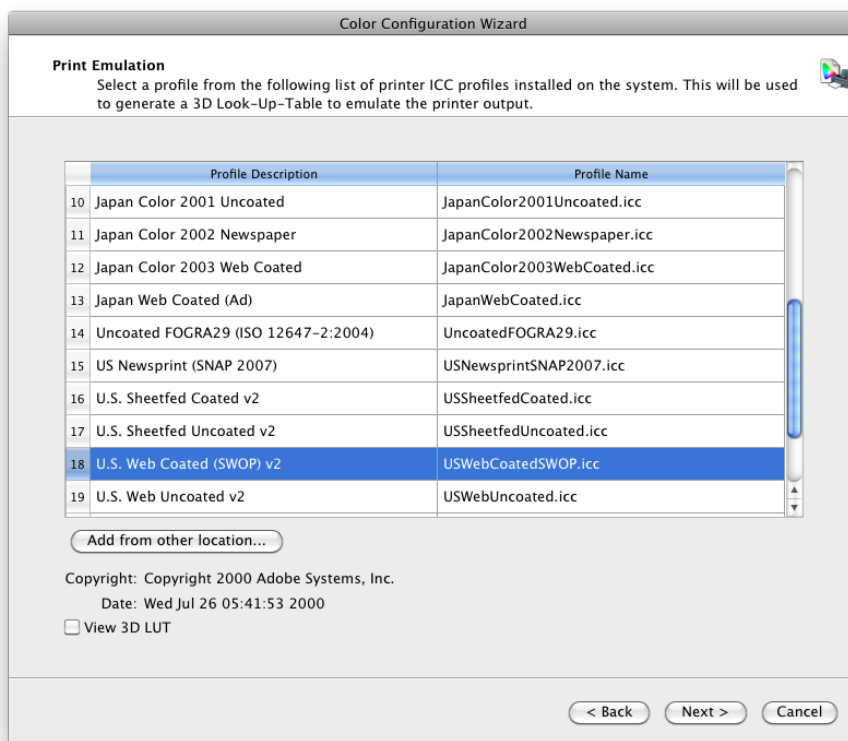 Color Configuration Wizard
Print Emulation
Select a profile from the following list of printer ICC profiles installed on the system. This will be used
to generate a 3D Look-Up-Table to emulate the printer output.
Profile Description Profile Name
10 Japan Color 2001 Uncoated JapanColor2001Uncoated.icc
11 Japan Color 2002 Newspaper JapanColor2002Newspaper.icc
12 Japan Color 2003 Web Coated JapanColor2003WebCoated.icc
13 Japan Web Coated (Ad) JapanWebCoated.icc
14 Uncoated FOGRA29 (ISO 12647-2:2004) UncoatedFOGRA29.icc
15 US Newsprint (SNAP 2007) USNewsprintSNAP2007.icc
16 U.S. Sheetfed Coated v2 USSheetfedCoated.icc
17 U.S. Sheetfed Uncoated v2 USSheetfedUncoated.icc
18 U.S. Web Coated (SWOP) v2 USWebCoatedSWOP.icc
19 U.S. Web Uncoated v2 USWebUncoated.icc
Add from other location...
Copyright: Copyright 2000 Adobe Systems, Inc.
Date: Wed Jul 26 05:41:53 2000
View 3D LUT
< Back Next > Cancel